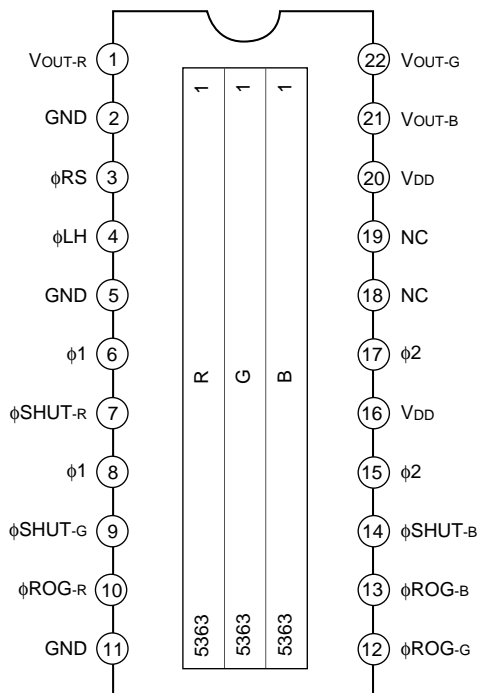 VOUT-R 1
GND 2
φRS 3
φLH 4
GND 5
φ1 6
φSHUT-R 7
φ1 8
φSHUT-G 9
φROG-R 10
GND 11
1 1 1
R G B
5363 5363 5363
22 VOUT-G
21 VOUT-B
20 VDD
19 NC
18 NC
17 φ2
16 VDD
15 φ2
14 φSHUT-B
13 φROG-B
12 φROG-G